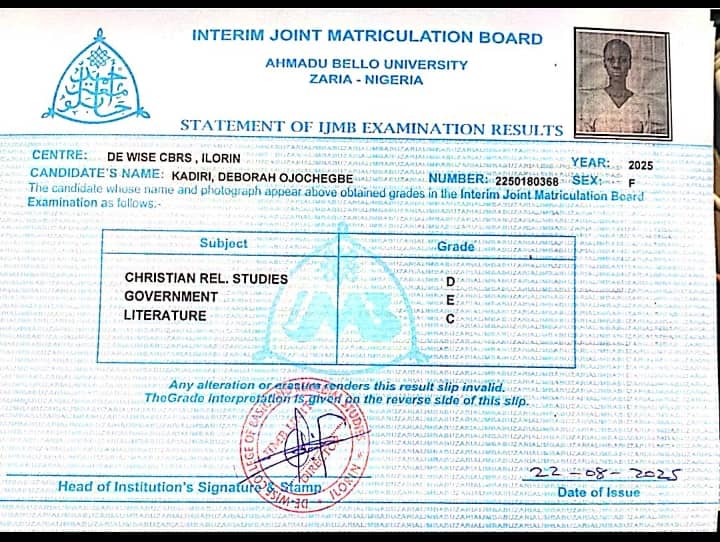 INTERIM JOINT MATRICULATION BOARD
AHMADU BELLO UNIVERSITY
ZARIA - NIGERIA
STATEMENT OF IJMB EXAMINATION RESULTS
CENTRE: DE WISE CBRS , ILORIN YEAR: 2025
CANDIDATE'S NAME: KADIRI, DEBORAH OJOCHEGBE NUMBER: 2250180368 SEX:- F
The candidate whose name and photograph appear above obtained grades in the Interim Joint Matriculation Board
Examination as follows.-
Subject Grade
CHRISTIAN REL. STUDIES D
GOVERNMENT E
LITERATURE C
IJMB
Any alteration or erasure renders this result slip invalid.
TheGrade Interpretation is given on the reverse side of this slip.
DIRECTOR
22-08-2025
Head of Institution's Signature & Stamp Date of Issue